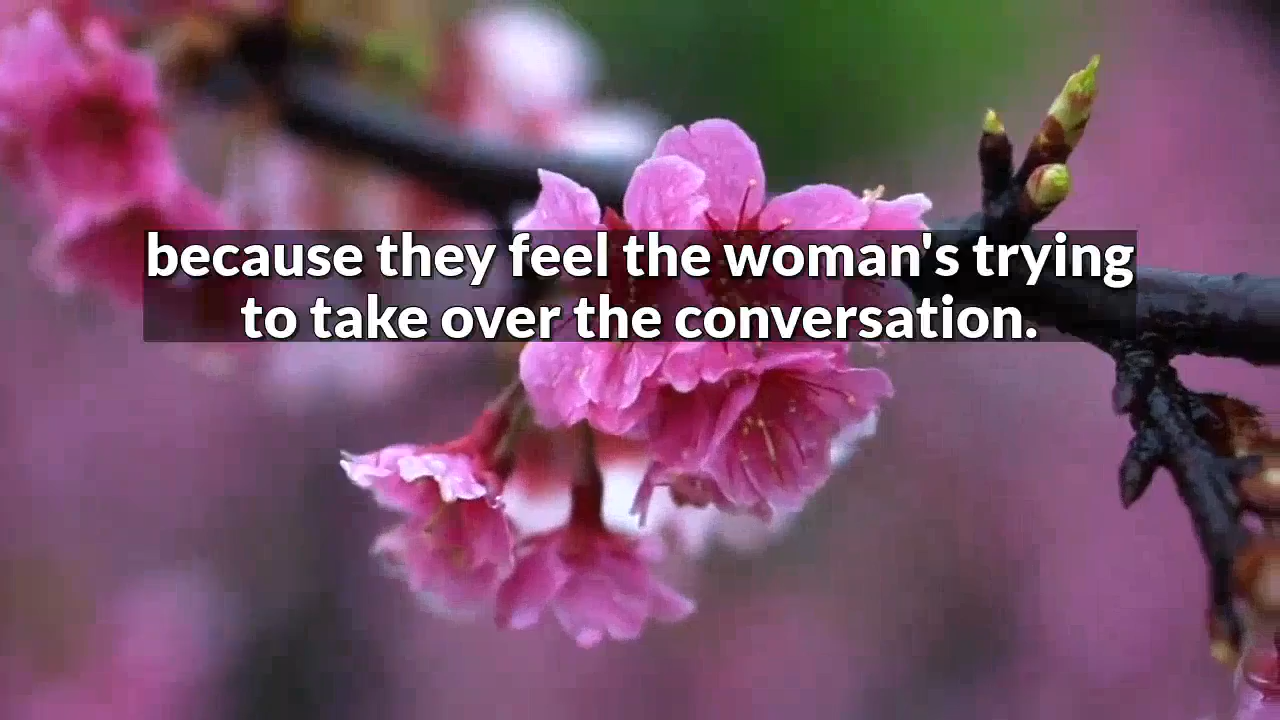 because they feel the woman's trying
to take over the conversation.